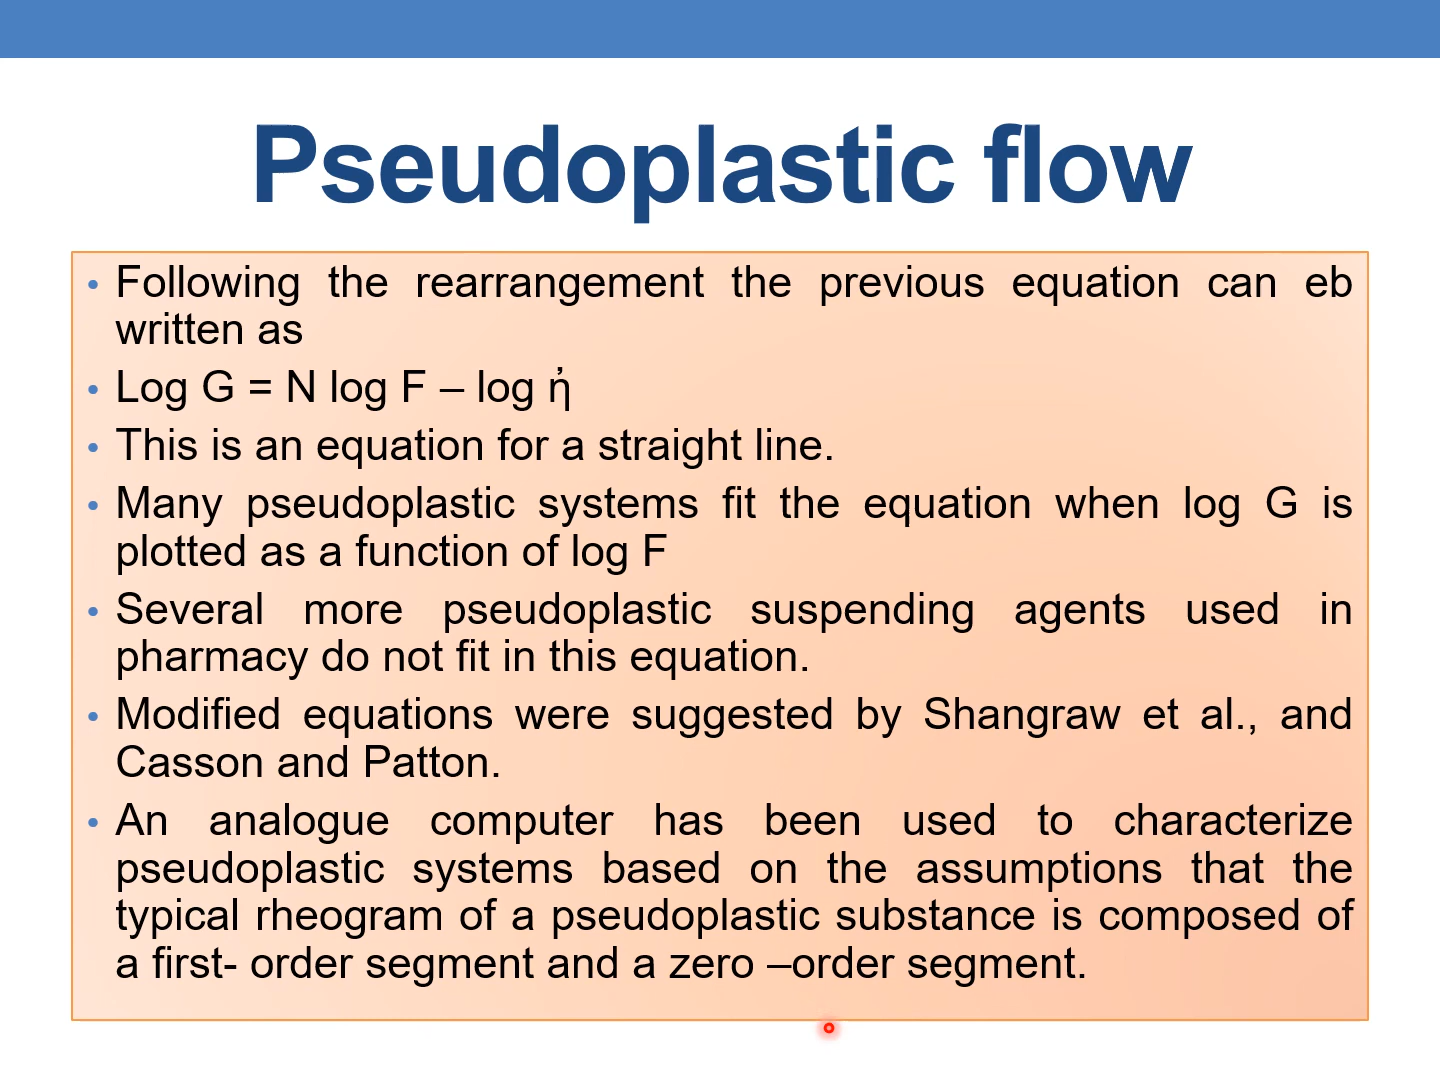 Pseudoplastic flow
• Following the rearrangement the previous equation can eb
written as
• Log G = N log F – log ἠ
• This is an equation for a straight line.
• Many pseudoplastic systems fit the equation when log G is
plotted as a function of log F
• Several more pseudoplastic suspending agents used in
pharmacy do not fit in this equation.
• Modified equations were suggested by Shangraw et al., and
Casson and Patton.
• An analogue computer has been used to characterize
pseudoplastic systems based on the assumptions that the
typical rheogram of a pseudoplastic substance is composed of
a first- order segment and a zero –order segment.